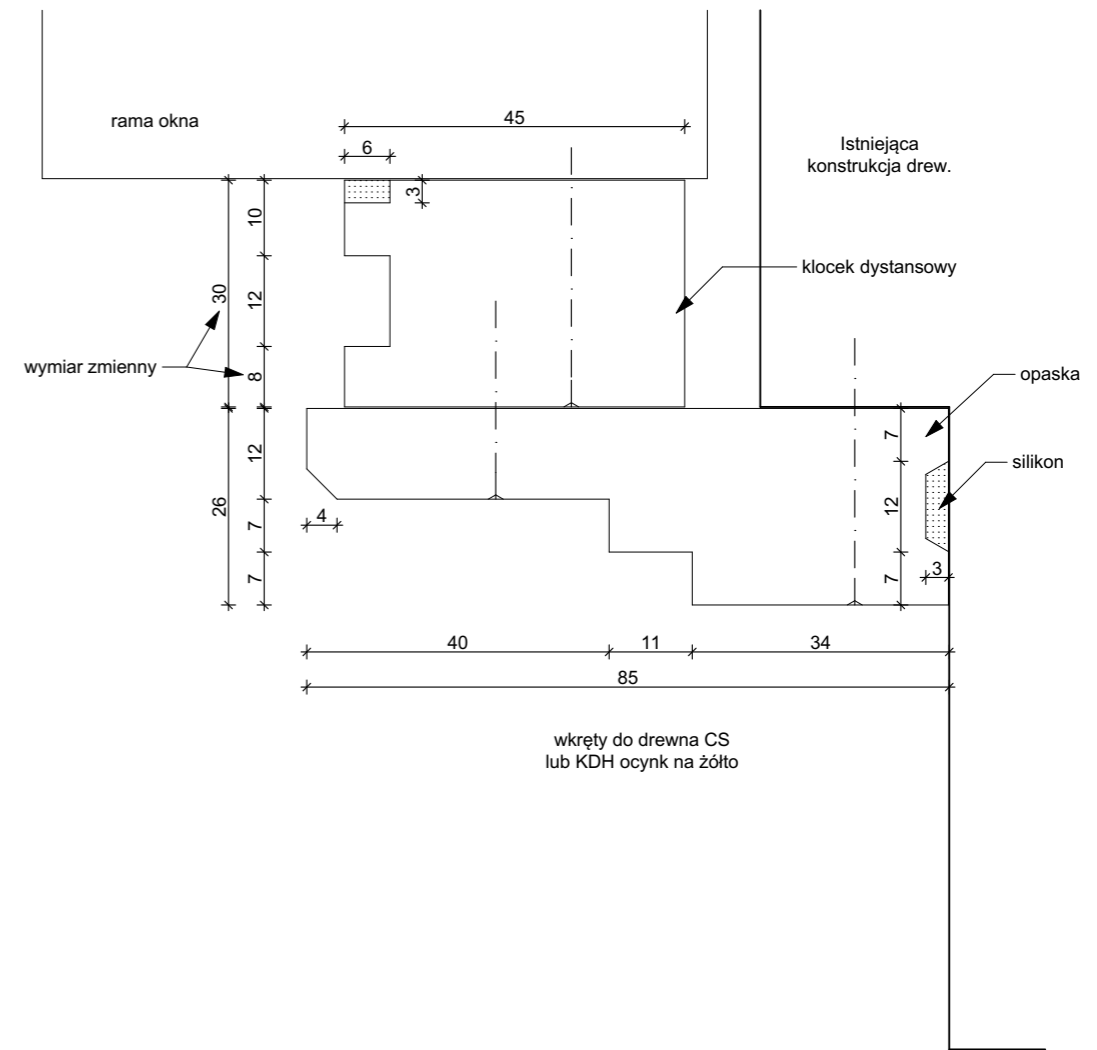 rama okna
45
6
3
Istniejąca
konstrukcja drew.
10
12
30
8
klocek dystansowy
wymiar zmienny
opaska
silikon
12
26
7
7
4
7
12
7
3
40
11
34
85
wkręty do drewna CS
lub KDH ocynk na żółto